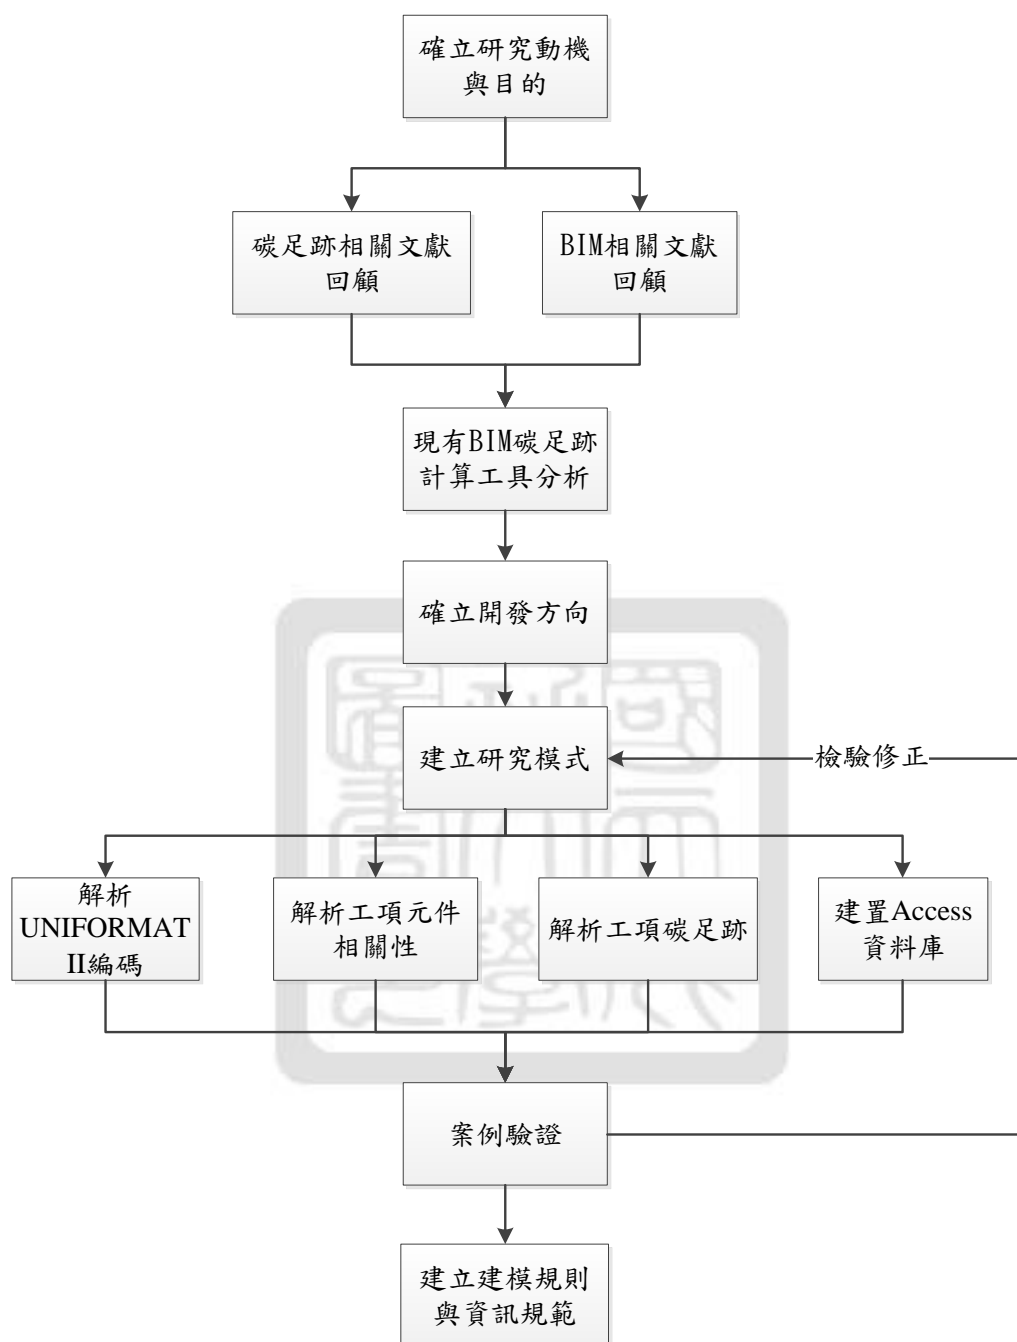 確立研究動機
與目的
碳足跡相關文獻
回顧
BIM相關文獻
回顧
現有BIM碳足跡
計算工具分析
確立開發方向
建立研究模式
檢驗修正
解析
UNIFORMAT
II編碼
解析工項元件
相關性
解析工項碳足跡
建置Access
資料庫
案例驗證
建立建模規則
與資訊規範